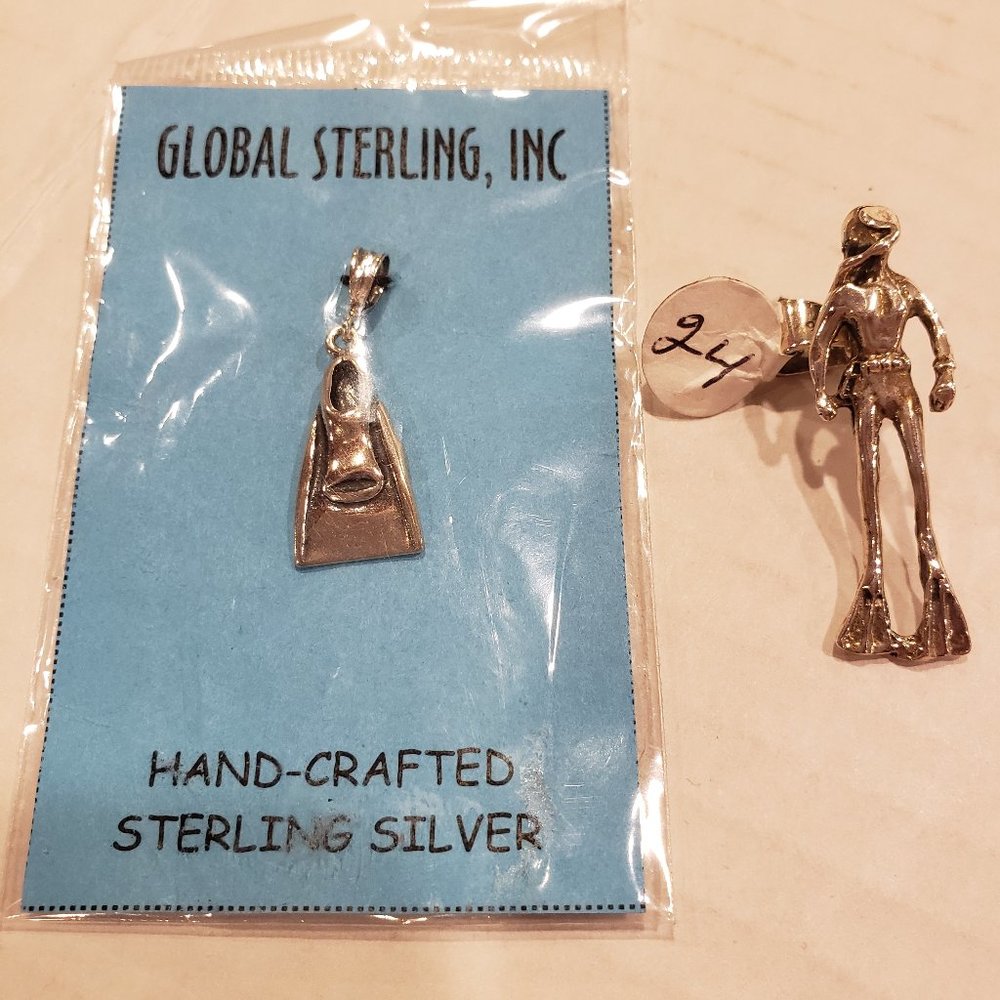 GLOBAL STERLING, INC
24
HAND-CRAFTED
STERLING SILVER